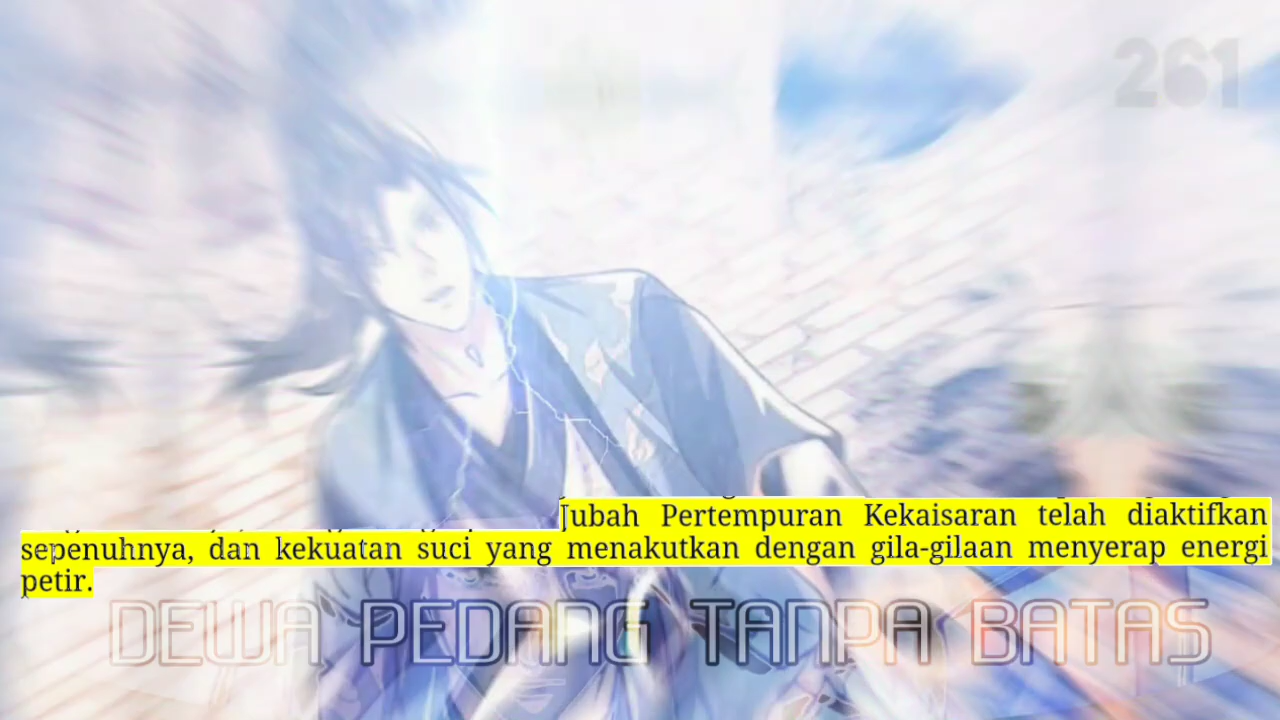 261
Jubah Pertempuran Kekaisaran telah diaktifkan
sepenuhnya, dan kekuatan suci yang menakutkan dengan gila-gilaan menyerap energi
petir.
DEWA PEDANG TANPA BATAS